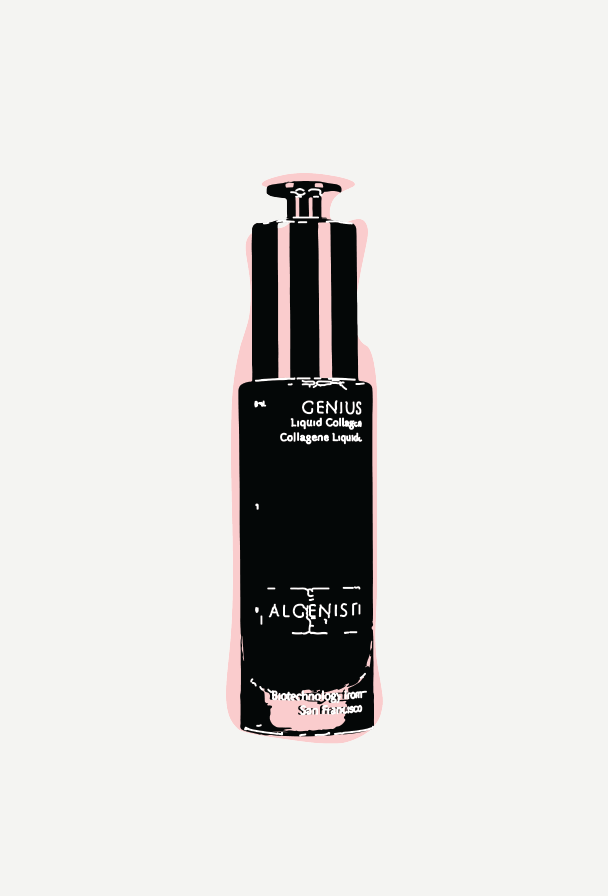 GENIUS
Liquid Collagen
Collagene Liquide
ALGENIST
Biotechnology from
San Francisco